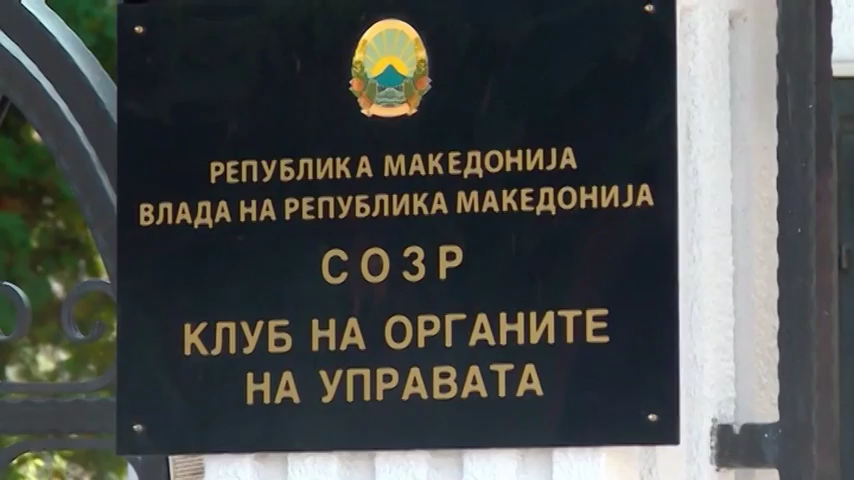 РЕПУБЛИКА МАКЕДОНИЈА
ВЛАДА НА РЕПУБЛИКА МАКЕДОНИЈА
СОЗР
КЛУБ НА ОРГАНИТЕ
НА УПРАВАТА